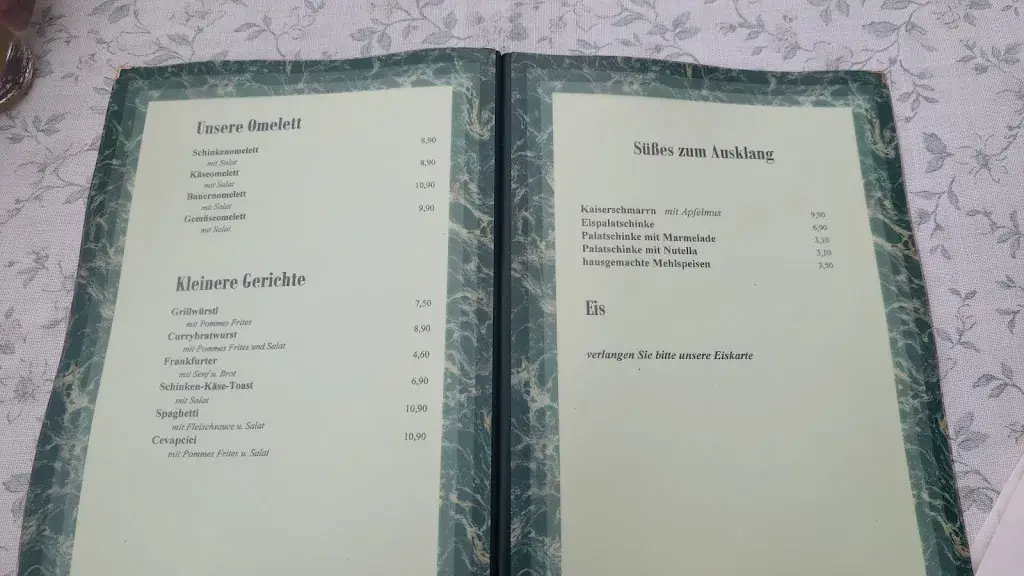 Unsere Omelett
Schinkenomelett 8,90
mit Salat
Käseomelett 8,90
mit Salat
Bauernomelett 10,90
mit Salat
Gemüseomelett 9,90
mit Salat
Kleinere Gerichte
Grillwürstl 7,50
mit Pommes Frites
Currybratwurst 8,90
mit Pommes Frites und Salat
Frankfurter 4,60
mit Senf u. Brot
Schinken-Käse-Toast 6,90
mit Salat
Spaghetti 10,90
mit Fleischsauce u. Salat
Cevapcici 10,90
mit Pommes Frites u. Salat
Süßes zum Ausklang
Kaiserschmarrn mit Apfelmus 9,90
Eispalatschinke 6,90
Palatschinke mit Marmelade 3,10
Palatschinke mit Nutella 3,10
hausgemachte Mehlspeisen 3,50
Eis
verlangen Sie bitte unsere Eiskarte